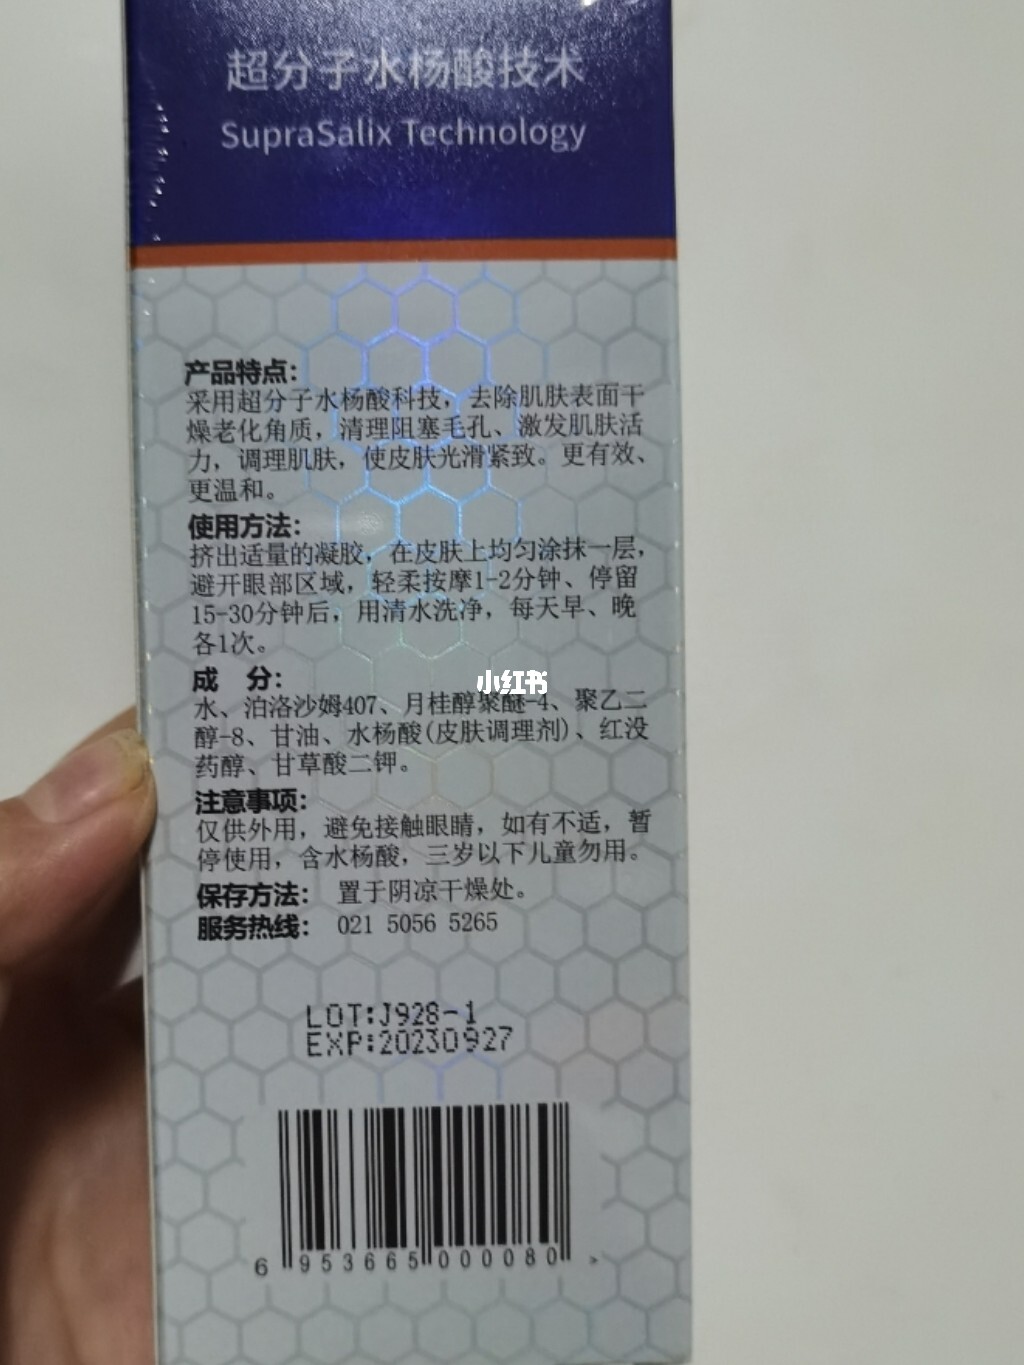 超分子水杨酸技术
SupraSalix Technology
产品特点：
采用超分子水杨酸科技，去除肌肤表面干
燥老化角质，清理阻塞毛孔、激发肌肤活
力，调理肌肤，使皮肤光滑紧致。更有效、
更温和。
使用方法：
挤出适量的凝胶，在皮肤上均匀涂抹一层，
避开眼部区域，轻柔按摩1-2分钟、停留
15-30分钟后，用清水洗净，每天早、晚
各1次。
成 分：
小红书
水、泊洛沙姆407、月桂醇聚醚-4、聚乙二
醇-8、甘油、水杨酸(皮肤调理剂)、红没
药醇、甘草酸二钾。
注意事项：
仅供外用，避免接触眼睛，如有不适，暂
停使用，含水杨酸，三岁以下儿童勿用。
保存方法： 置于阴凉干燥处。
服务热线： 021 5056 5265
LOT:J928-1
EXP:20230927
6 953665 000080 >